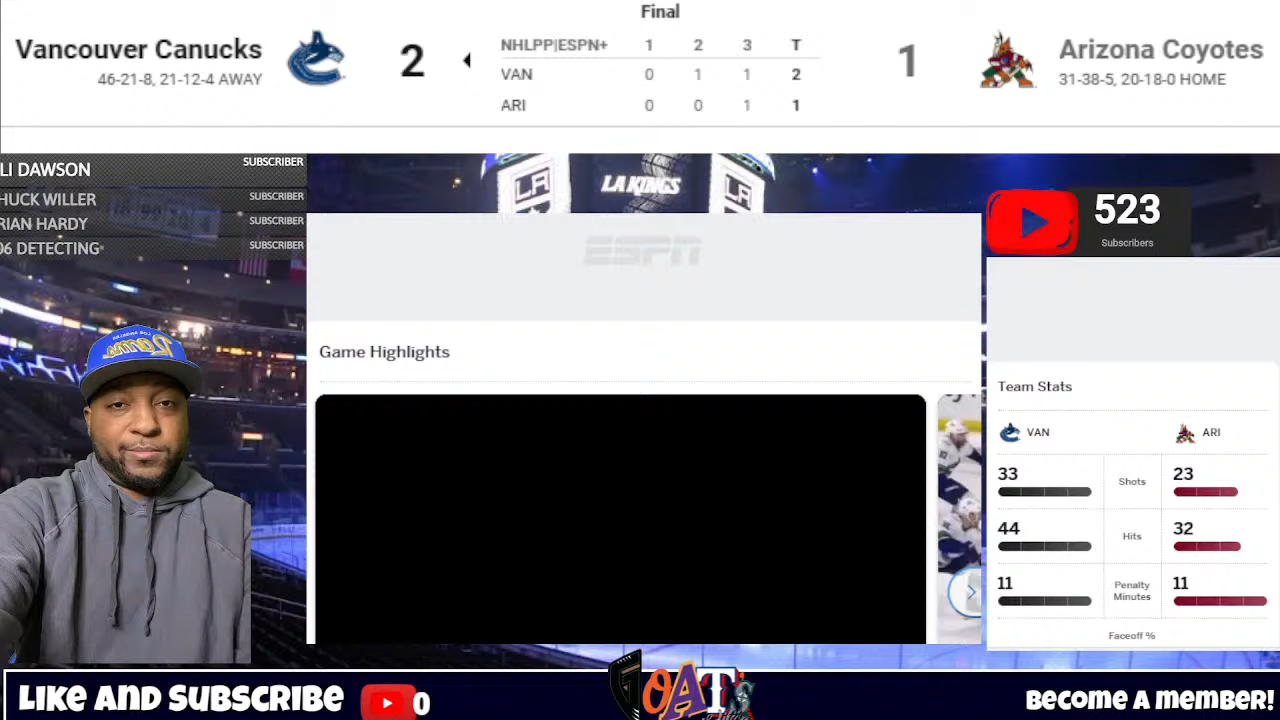 Final
Vancouver Canucks
46-21-8, 21-12-4 AWAY
2
NHLPP|ESPN+ 1 2 3 T
VAN 0 1 1 2
ARI 0 0 1 1
1
Arizona Coyotes
31-38-5, 20-18-0 HOME
LI DAWSON SUBSCRIBER
HUCK WILLER SUBSCRIBER
RIAN HARDY SUBSCRIBER
06 DETECTING SUBSCRIBER
LA
LA KINGS
LA
523
Subscribers
ESPN
Game Highlights
Team Stats
VAN ARI
33 Shots 23
44 Hits 32
11 Penalty Minutes 11
Faceoff %
LIKE AND SUBSCRIBE
0
GOAT
BECOME A MEMBER!